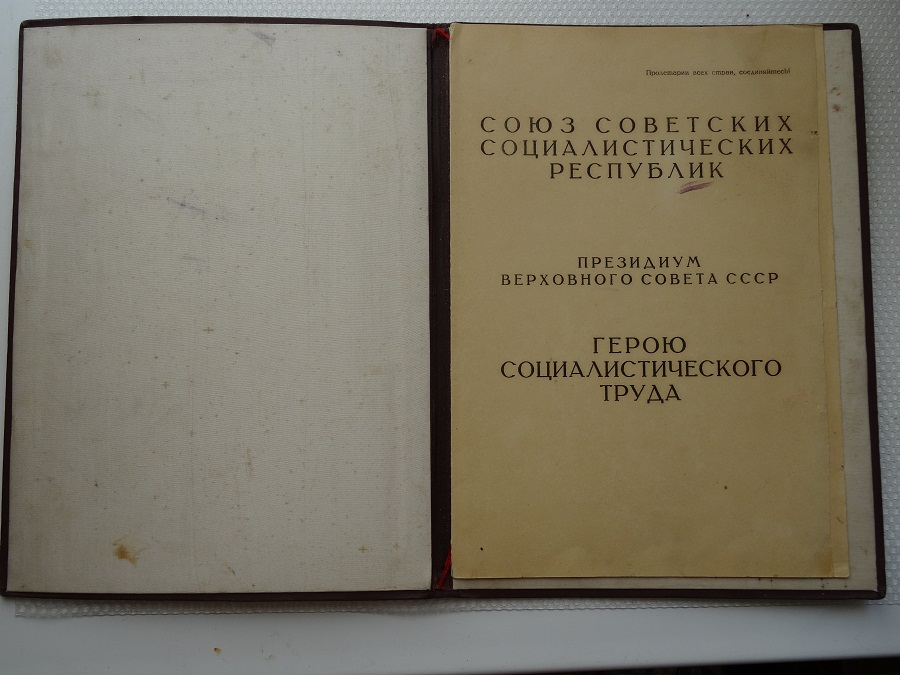 Пролетарии всех стран, соединяйтесь!
СОЮЗ СОВЕТСКИХ
СОЦИАЛИСТИЧЕСКИХ
РЕСПУБЛИК
ПРЕЗИДИУМ
ВЕРХОВНОГО СОВЕТА СССР
ГЕРОЮ
СОЦИАЛИСТИЧЕСКОГО
ТРУДА